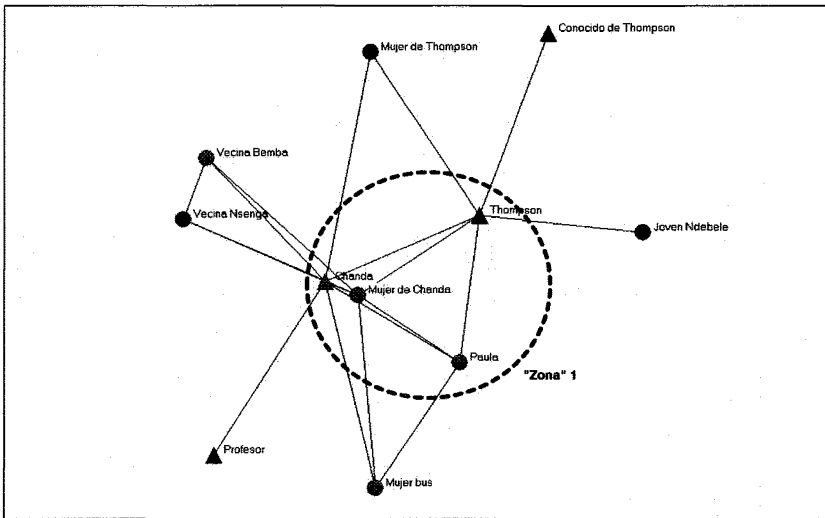 Conocido de Thompson
Mujer de Thompson
Vecina Bemba
Thompson
Vecina Nsenga
Joven Ndebele
Chanda
Mujer de Chanda
Paula
"Zona" 1
Profesor
Mujer bus